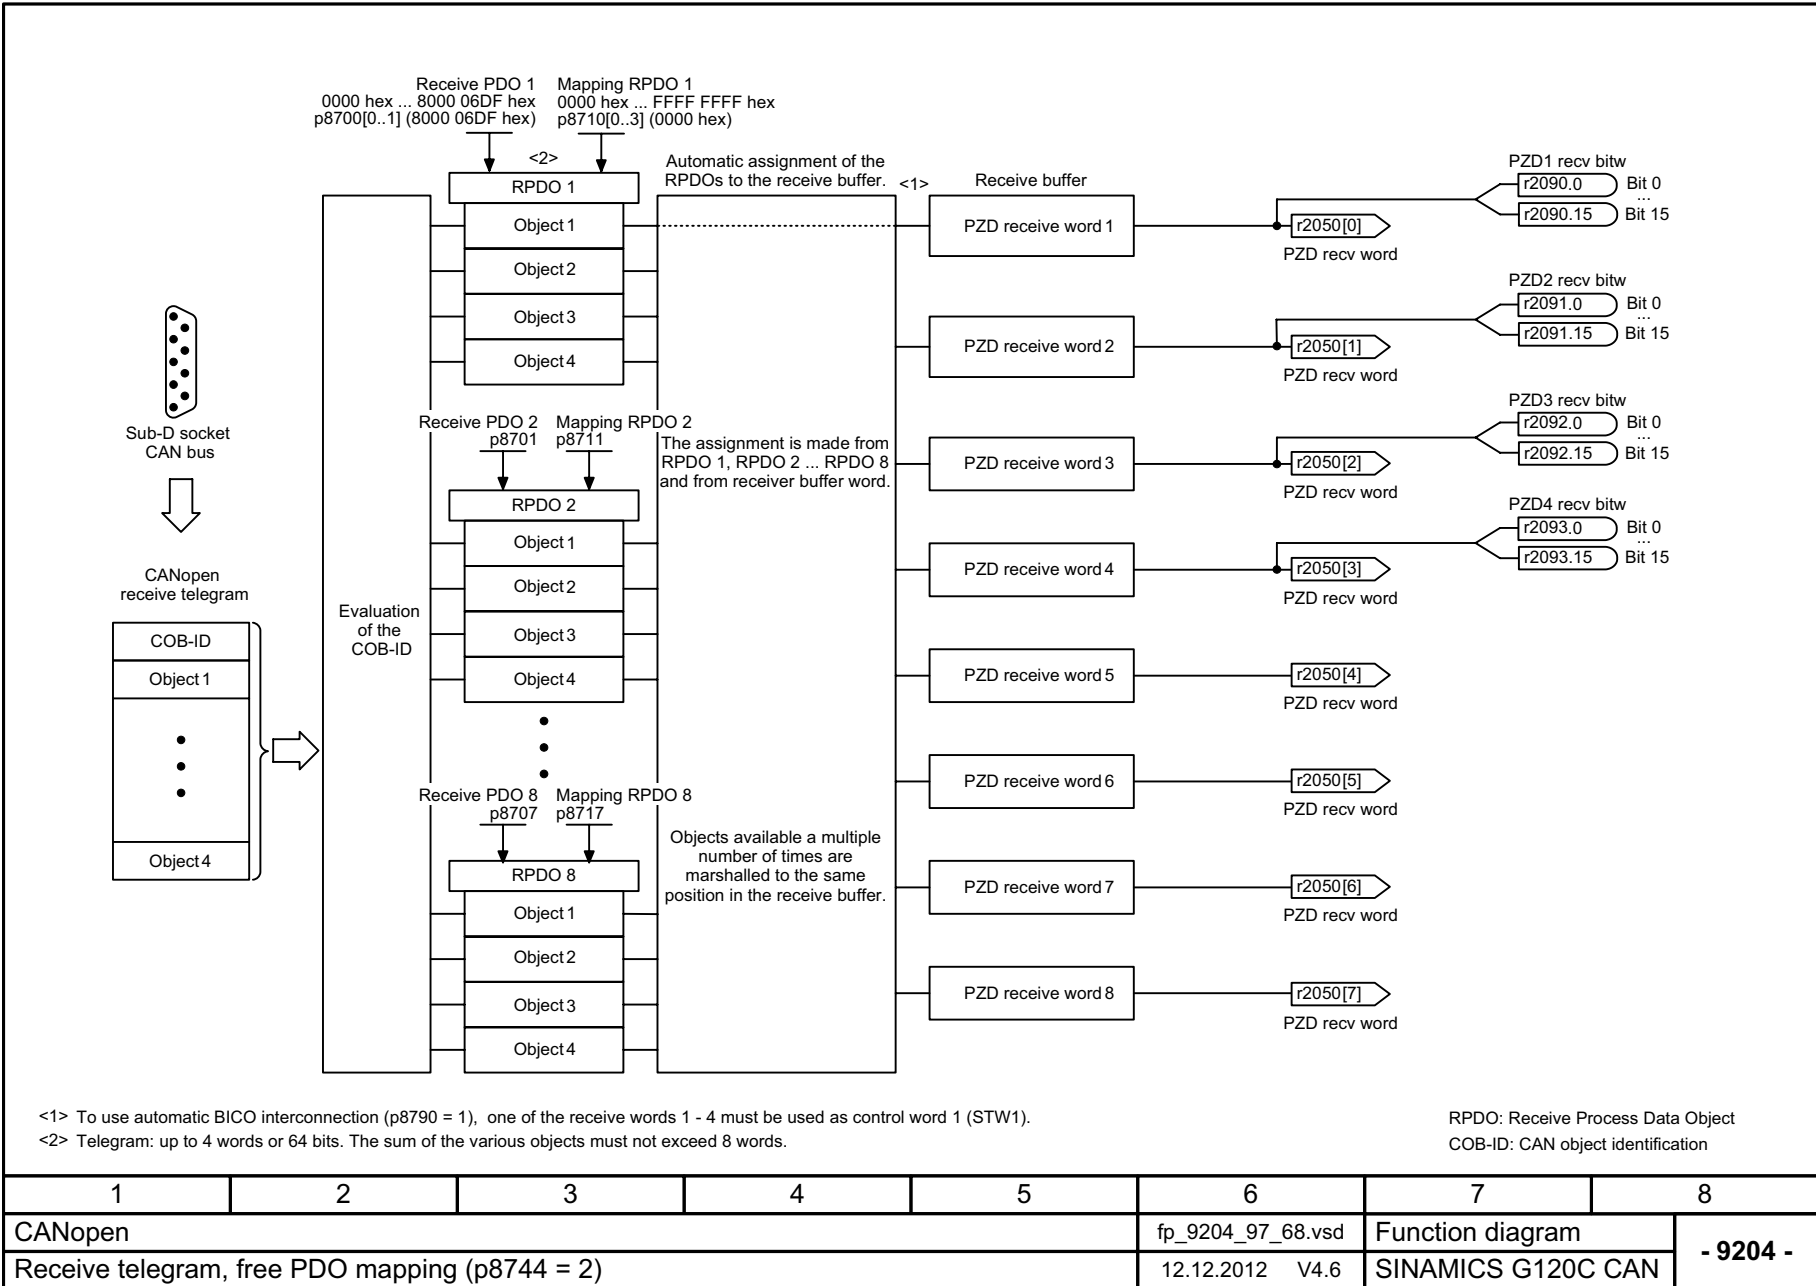 Receive PDO 1
0000 hex ... 8000 06DF hex
p8700[0..1] (8000 06DF hex)
Mapping RPDO 1
0000 hex ... FFFF FFFF hex
p8710[0..3] (0000 hex)
<2>
RPDO 1
Object 1
Object 2
Object 3
Object 4
Automatic assignment of the
RPDOs to the receive buffer.
<1>
Receive buffer
PZD receive word 1
r2050[0]
PZD recv word
PZD1 recv bitw
r2090.0
Bit 0
...
r2090.15
Bit 15
PZD receive word 2
r2050[1]
PZD recv word
PZD2 recv bitw
r2091.0
Bit 0
...
r2091.15
Bit 15
Sub-D socket
CAN bus
Receive PDO 2
p8701
Mapping RPDO 2
p8711
RPDO 2
Object 1
Object 2
Object 3
Object 4
The assignment is made from
RPDO 1, RPDO 2 ... RPDO 8
and from receiver buffer word.
PZD receive word 3
r2050[2]
PZD recv word
PZD3 recv bitw
r2092.0
Bit 0
...
r2092.15
Bit 15
PZD receive word 4
r2050[3]
PZD recv word
PZD4 recv bitw
r2093.0
Bit 0
...
r2093.15
Bit 15
CANopen
receive telegram
COB-ID
Object 1
Object 4
Evaluation
of the
COB-ID
PZD receive word 5
r2050[4]
PZD recv word
PZD receive word 6
r2050[5]
PZD recv word
Receive PDO 8
p8707
Mapping RPDO 8
p8717
RPDO 8
Object 1
Object 2
Object 3
Object 4
Objects available a multiple
number of times are
marshalled to the same
position in the receive buffer.
PZD receive word 7
r2050[6]
PZD recv word
PZD receive word 8
r2050[7]
PZD recv word
<1> To use automatic BICO interconnection (p8790 = 1), one of the receive words 1 - 4 must be used as control word 1 (STW1).
<2> Telegram: up to 4 words or 64 bits. The sum of the various objects must not exceed 8 words.
RPDO: Receive Process Data Object
COB-ID: CAN object identification
1 2 3 4 5 6 7 8
CANopen
fp_9204_97_68.vsd
Function diagram
- 9204 -
Receive telegram, free PDO mapping (p8744 = 2)
12.12.2012 V4.6
SINAMICS G120C CAN